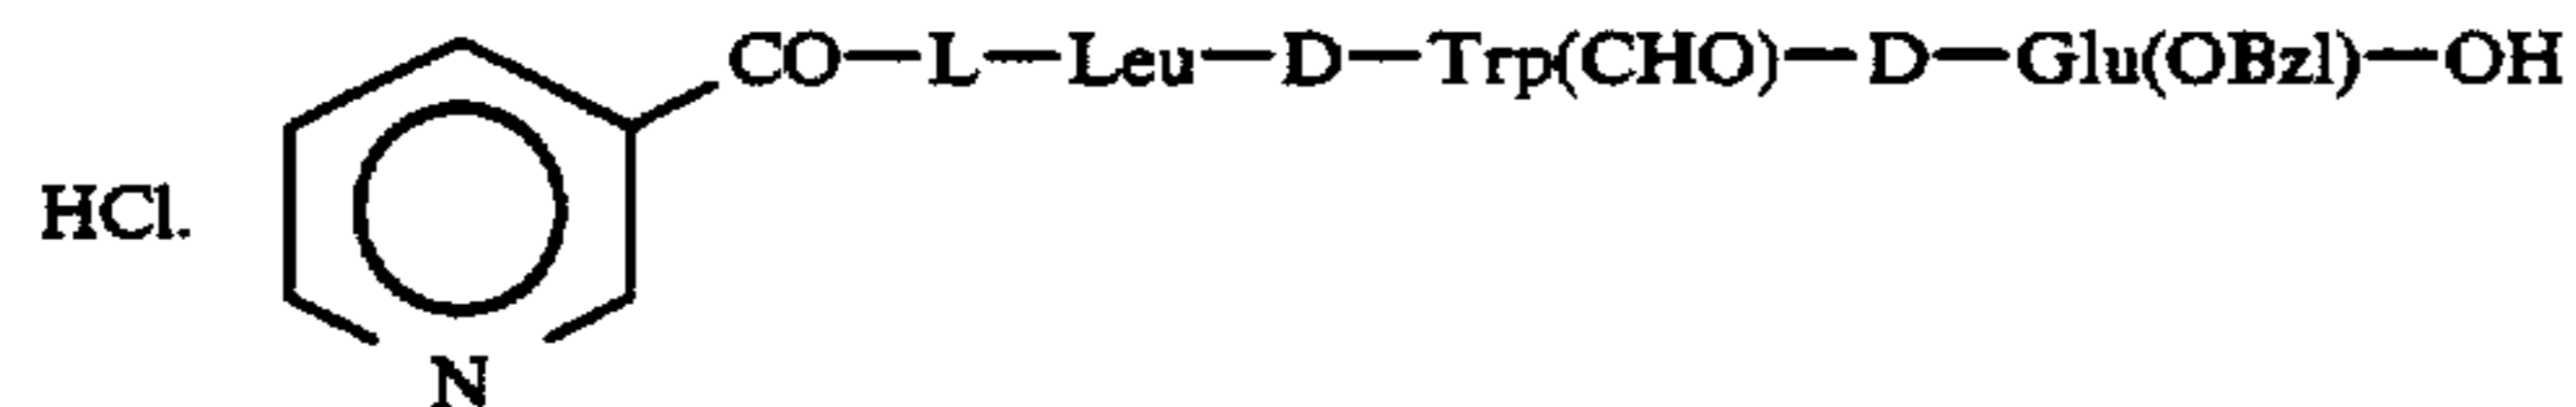 CO—L—Leu—D—Trp(CHO)—D—Glu(OBzl)—OH
HCl.
N